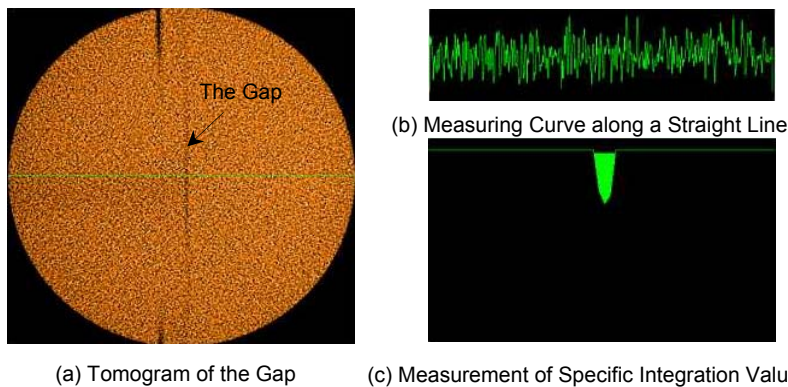 The Gap
(a) Tomogram of the Gap
(b) Measuring Curve along a Straight Line
(c) Measurement of Specific Integration Valu